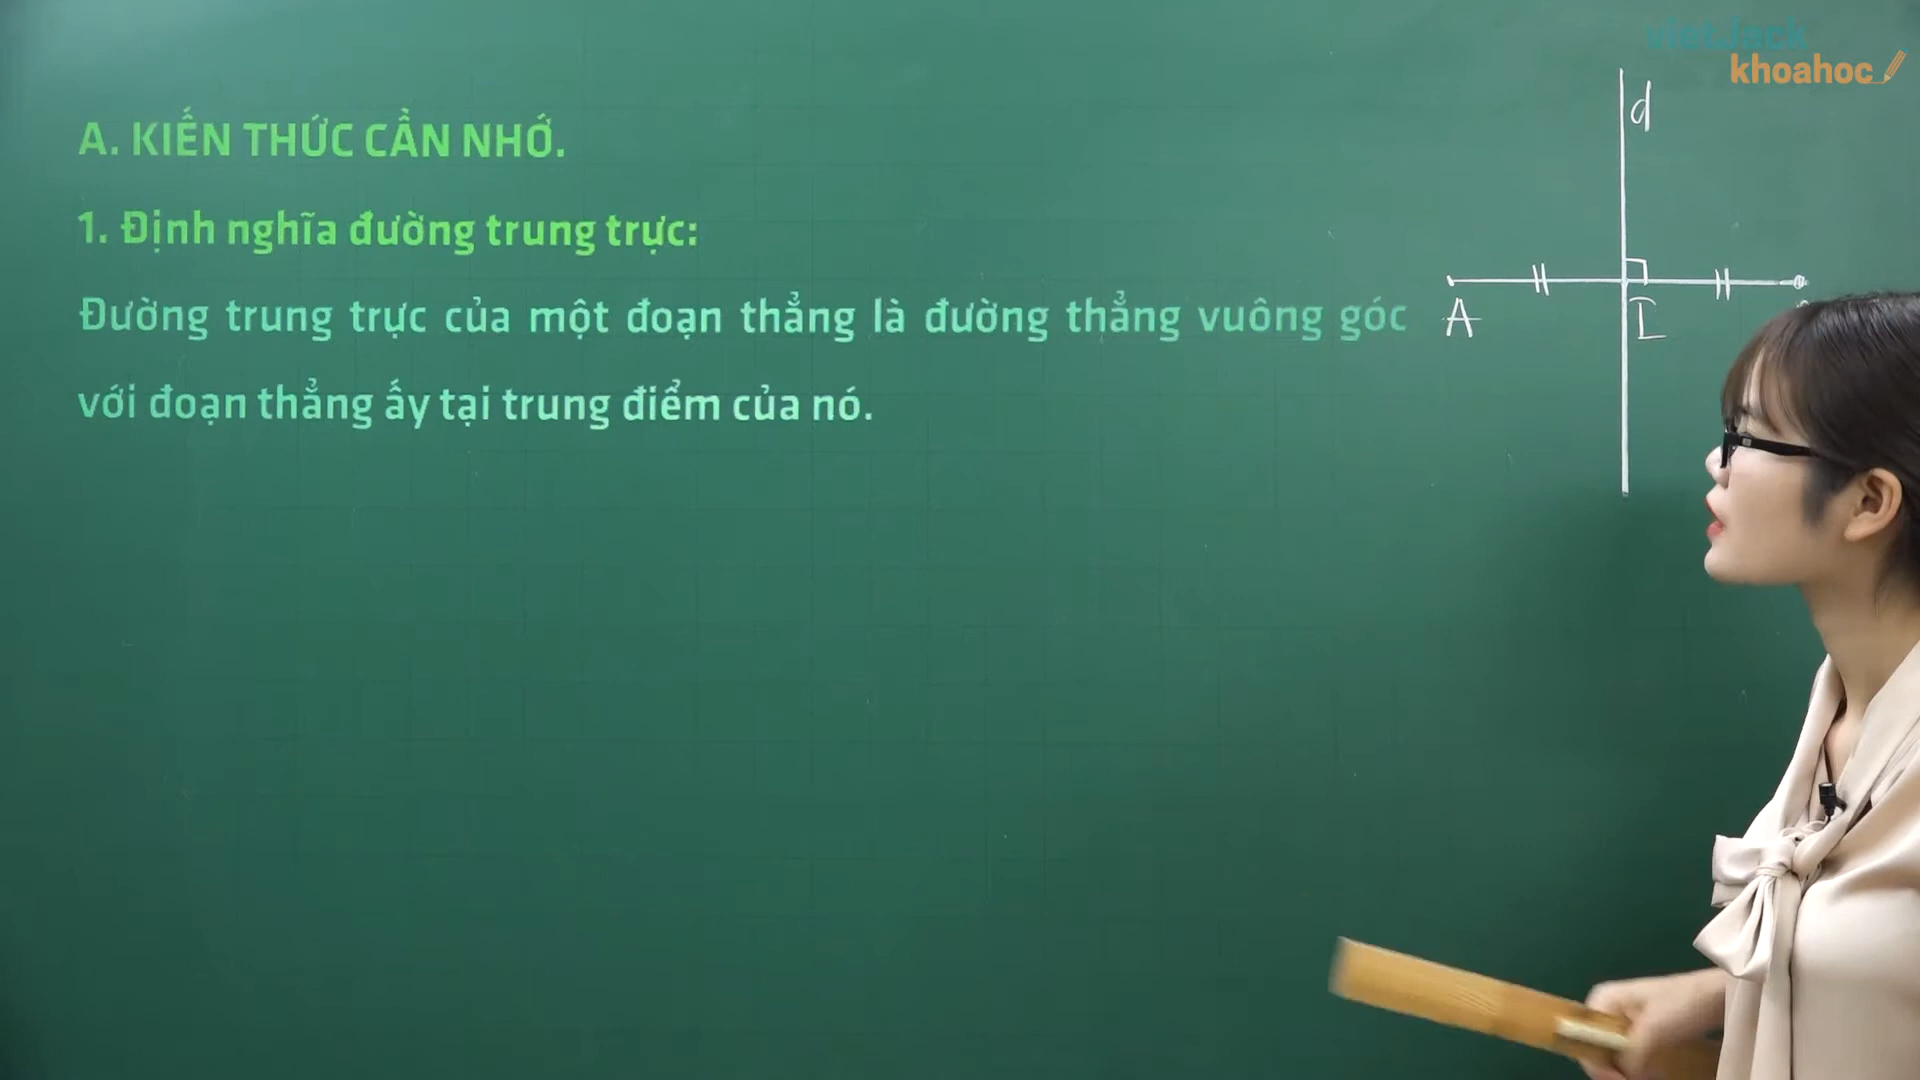 vietJack
khoahoc
A. KIẾN THỨC CẦN NHỚ.
1. Định nghĩa đường trung trực:
Đường trung trực của một đoạn thẳng là đường thẳng vuông góc
với đoạn thẳng ấy tại trung điểm của nó.
d
A I